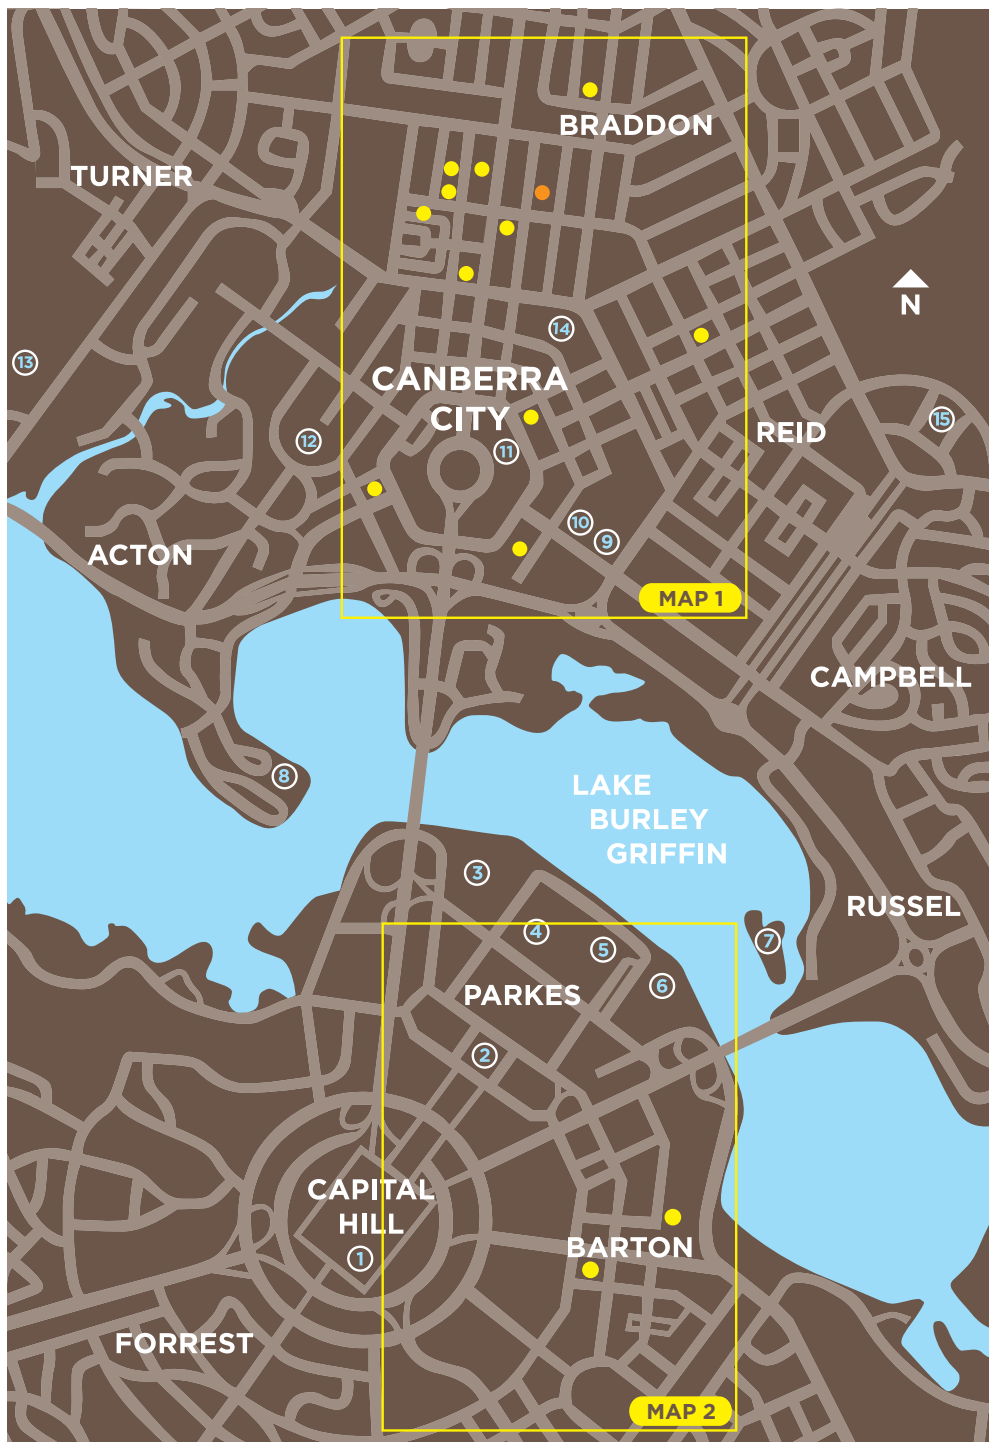 BRADDON
TURNER
N
14
13
CANBERRA
CITY
15
REID
12
11
10
9
ACTON
MAP 1
CAMPBELL
8
LAKE
BURLEY
GRIFFIN
3
RUSSEL
4
7
5
6
PARKES
2
CAPITAL
HILL
1
BARTON
FORREST
MAP 2